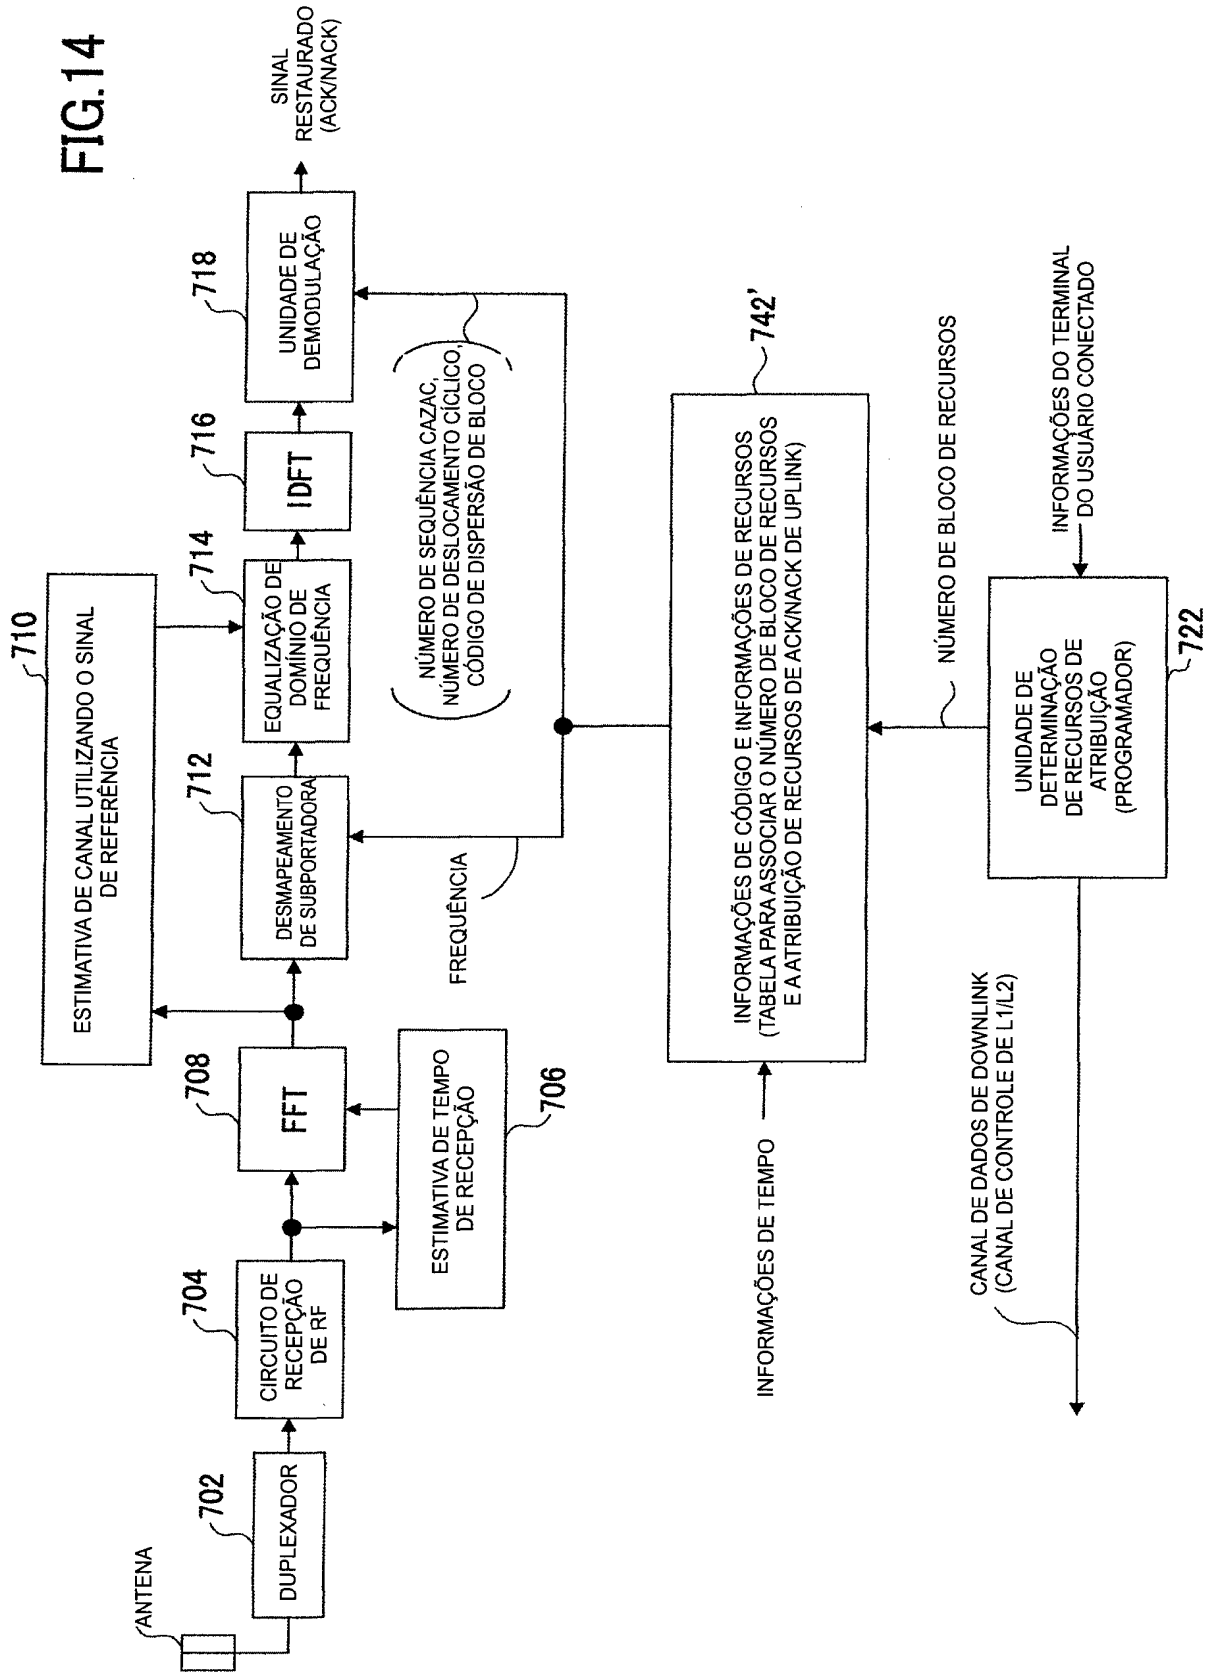 FIG.14
ANTENA
702
DUPLEXADOR
704
CIRCUITO DE
RECEPÇÃO
DE RF
706
ESTIMATIVA DE TEMPO
DE RECEPÇÃO
708
FFT
710
ESTIMATIVA DE CANAL UTILIZANDO O SINAL
DE REFERÊNCIA
712
DESMAPEAMENTO
DE SUBPORTADORA
714
EQUALIZAÇÃO DE
DOMÍNIO DE
FREQUÊNCIA
716
IDFT
718
UNIDADE DE
DEMODULAÇÃO
SINAL
RESTAURADO
(ACK/NACK)
FREQUÊNCIA
NÚMERO DE SEQUÊNCIA CAZAC,
NÚMERO DE DESLOCAMENTO CÍCLICO,
CÓDIGO DE DISPERSÃO DE BLOCO
742'
INFORMAÇÕES DE CÓDIGO E INFORMAÇÕES DE RECURSOS
(TABELA PARA ASSOCIAR O NÚMERO DE BLOCO DE RECURSOS
E A ATRIBUIÇÃO DE RECURSOS DE ACK/NACK DE UPLINK)
INFORMAÇÕES DE TEMPO
NÚMERO DE BLOCO DE RECURSOS
722
UNIDADE DE
DETERMINAÇÃO
DE RECURSOS DE
ATRIBUIÇÃO
(PROGRAMADOR)
INFORMAÇÕES DO TERMINAL
DO USUÁRIO CONECTADO
CANAL DE DADOS DE DOWNLINK
(CANAL DE CONTROLE DE L1/L2)